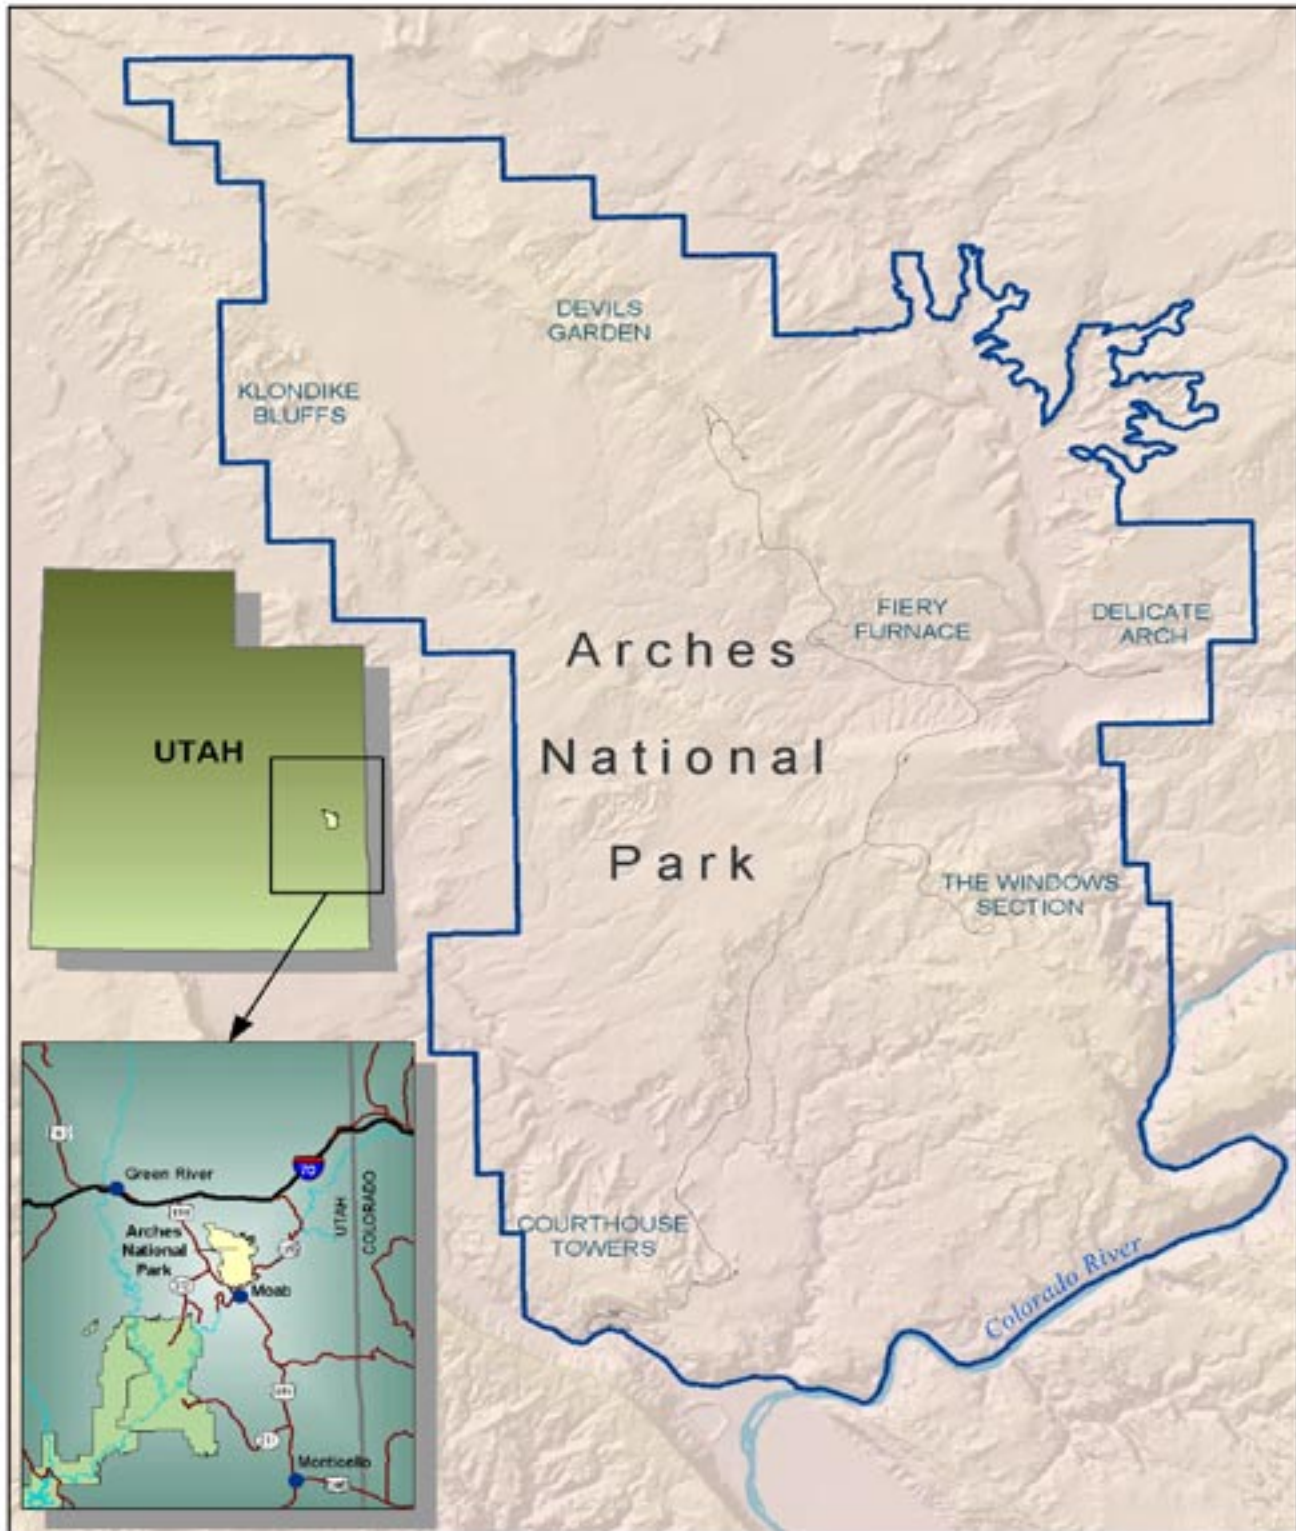 DEVILS
GARDEN
KLONDIKE
BLUFFS
FIERY
FURNACE
DELICATE
ARCH
Arches
National
Park
UTAH
THE WINDOWS
SECTION
COURTHOUSE
TOWERS
Colorado River
Green River
70
UTAH
COLORADO
Arches
National
Park
Moab
191
Monticello